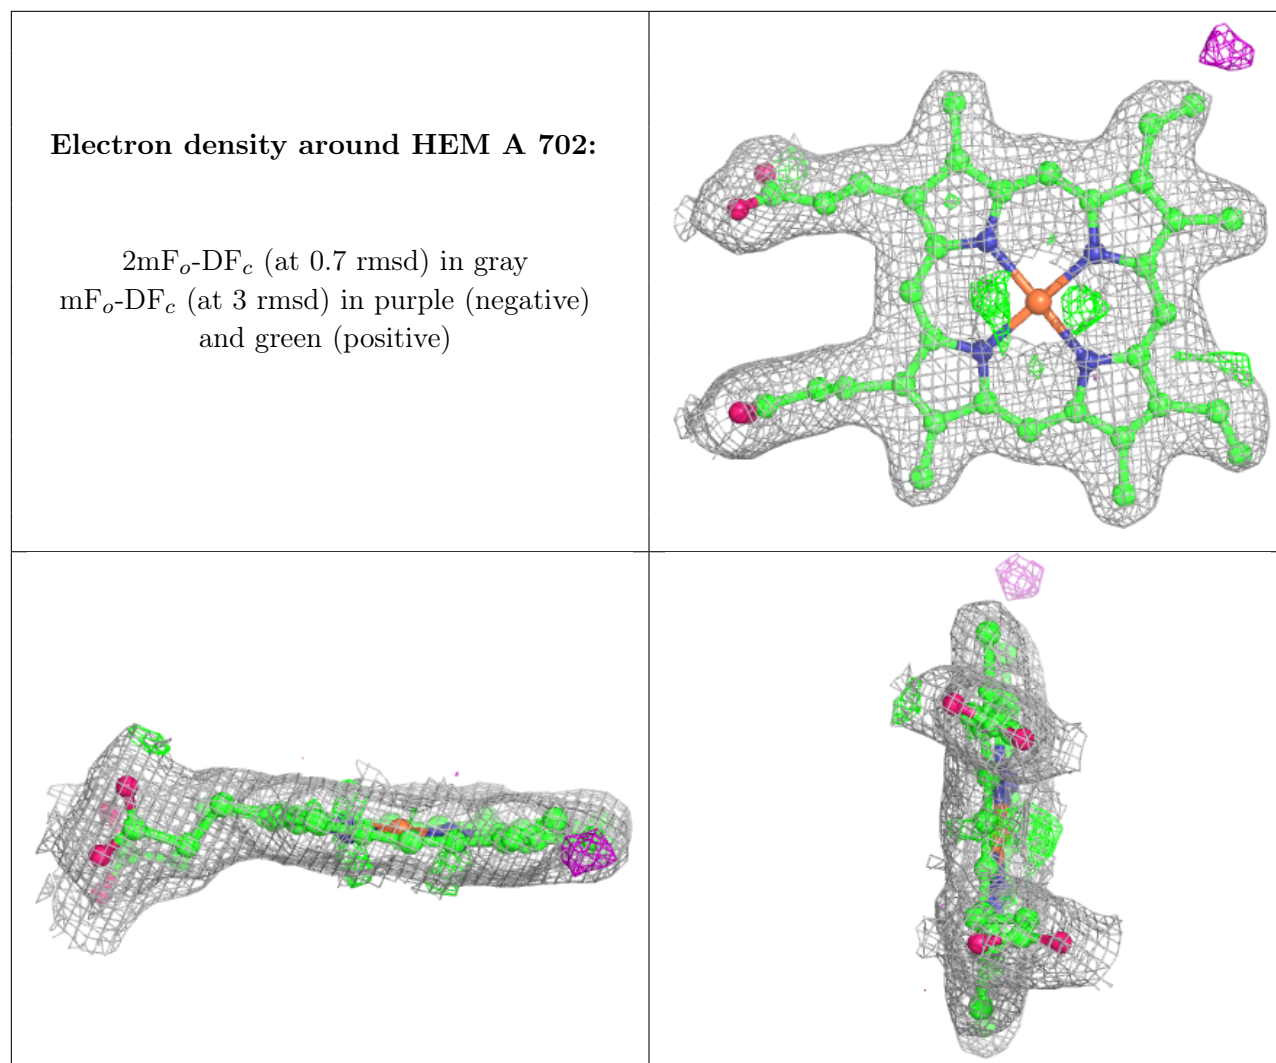 Electron density around HEM A 702:
2mFo-DFc (at 0.7 rmsd) in gray
mFo-DFc (at 3 rmsd) in purple (negative)
and green (positive)